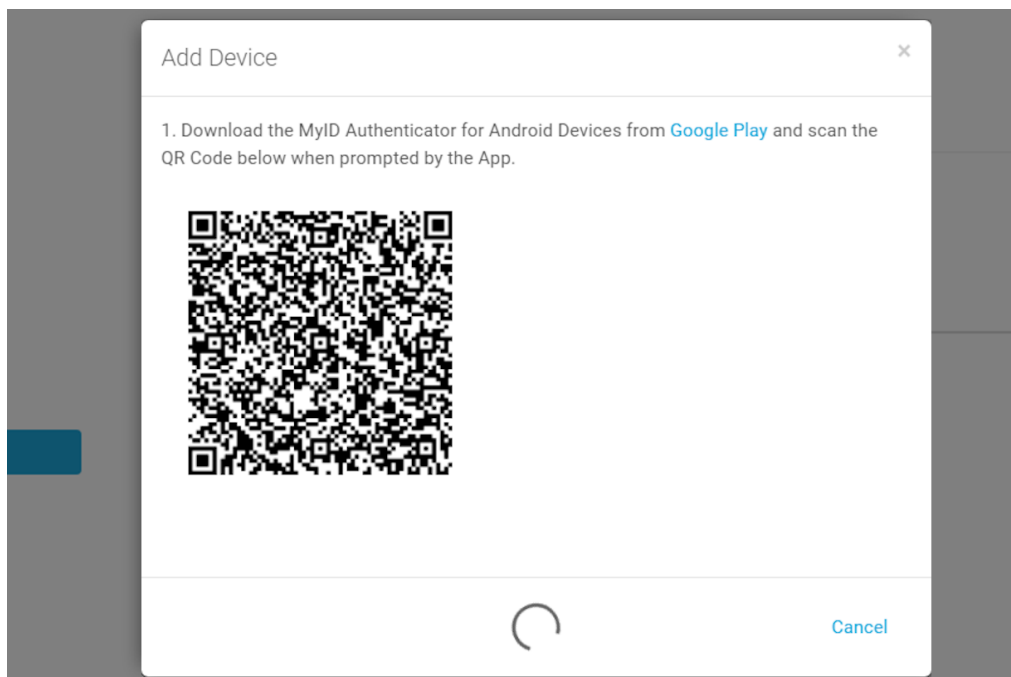 Add Device
×
1. Download the MyID Authenticator for Android Devices from Google Play and scan the
QR Code below when prompted by the App.
Cancel